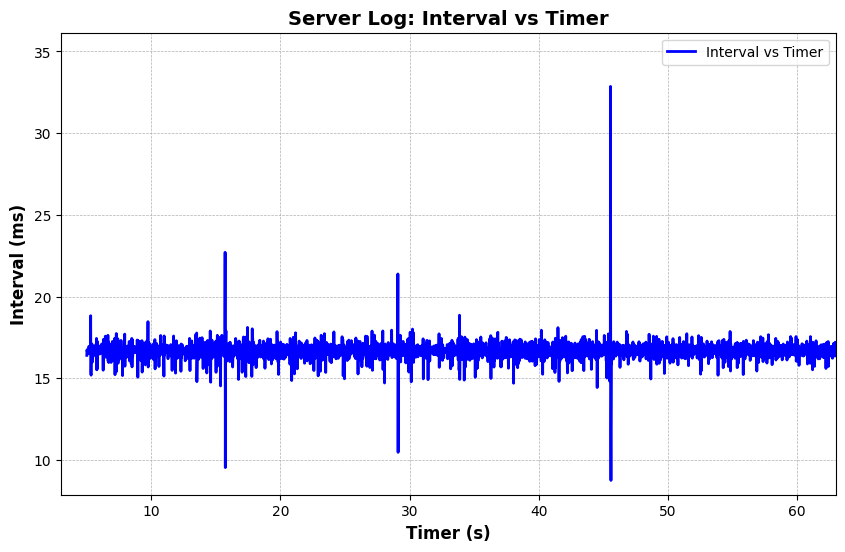 Server Log: Interval vs Timer
Interval vs Timer
Interval (ms)
35
30
25
20
15
10
10 20 30 40 50 60
Timer (s)